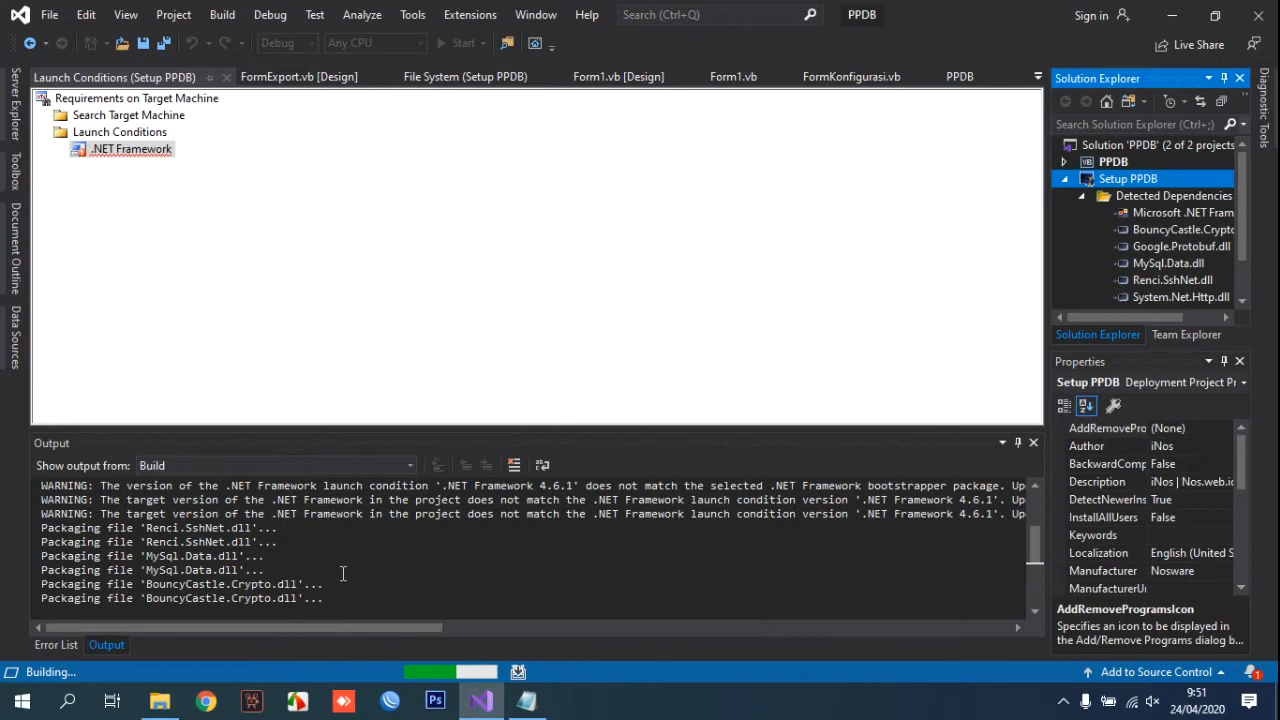 File Edit View Project Build Debug Test Analyze Tools Extensions Window Help Search (Ctrl+Q) PPDB Sign in
Debug Any CPU Start Live Share
Launch Conditions (Setup PPDB) FormExport.vb [Design] File System (Setup PPDB) Form1.vb [Design] Form1.vb FormKonfigurasi.vb PPDB
Server Explorer
Toolbox
Document Outline
Data Sources
Requirements on Target Machine
Search Target Machine
Launch Conditions
.NET Framework
Solution Explorer
Search Solution Explorer (Ctrl+;)
Solution 'PPDB' (2 of 2 projects
PPDB
Setup PPDB
Detected Dependencies
Microsoft .NET Fram
BouncyCastle.Crypto
Google.Protobuf.dll
MySql.Data.dll
Renci.SshNet.dll
System.Net.Http.dll
Solution Explorer Team Explorer
Diagnostic Tools
Properties
Setup PPDB Deployment Project Pr
AddRemovePro (None)
Author iNos
BackwardComp False
Description iNos | Nos.web.ic
DetectNewerIns True
InstallAllUsers False
Keywords
Localization English (United S
Manufacturer Nosware
ManufacturerUr
AddRemoveProgramsIcon
Specifies an icon to be displayed in
the Add/Remove Programs dialog b...
Output
Show output from: Build
WARNING: The version of the .NET Framework launch condition '.NET Framework 4.6.1' does not match the selected .NET Framework bootstrapper package. Up
WARNING: The target version of the .NET Framework in the project does not match the .NET Framework launch condition version '.NET Framework 4.6.1'. Up
WARNING: The target version of the .NET Framework in the project does not match the .NET Framework launch condition version '.NET Framework 4.6.1'. Up
Packaging file 'Renci.SshNet.dll'...
Packaging file 'Renci.SshNet.dll'...
Packaging file 'MySql.Data.dll'...
Packaging file 'MySql.Data.dll'...
Packaging file 'BouncyCastle.Crypto.dll'...
Packaging file 'BouncyCastle.Crypto.dll'...
Error List Output
Building... Add to Source Control 1
Ps 9:51
24/04/2020